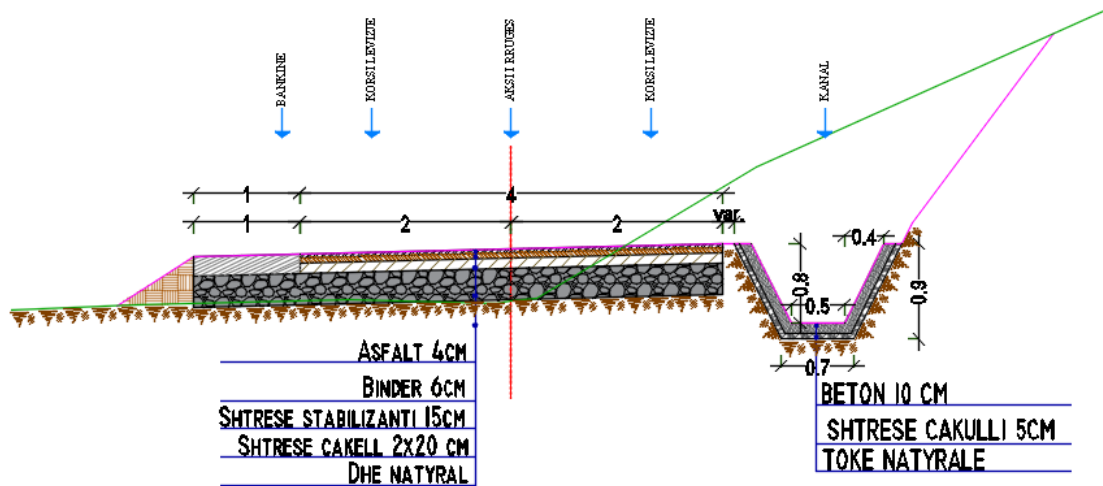 BANKINE
KORSI LEVIZJE
AKSI I RRUGES
KORSI LEVIZJE
KANAL
1
4
1
2
2
var.
0.4
0.8
0.9
0.5
0.7
ASFALT 4CM
BINDER 6CM
SHTRESE STABILIZANTI 15CM
SHTRESE CAKELL 2X20 CM
DHE NATYRAL
BETON 10 CM
SHTRESE CAKULLI 5CM
TOKE NATYRALE